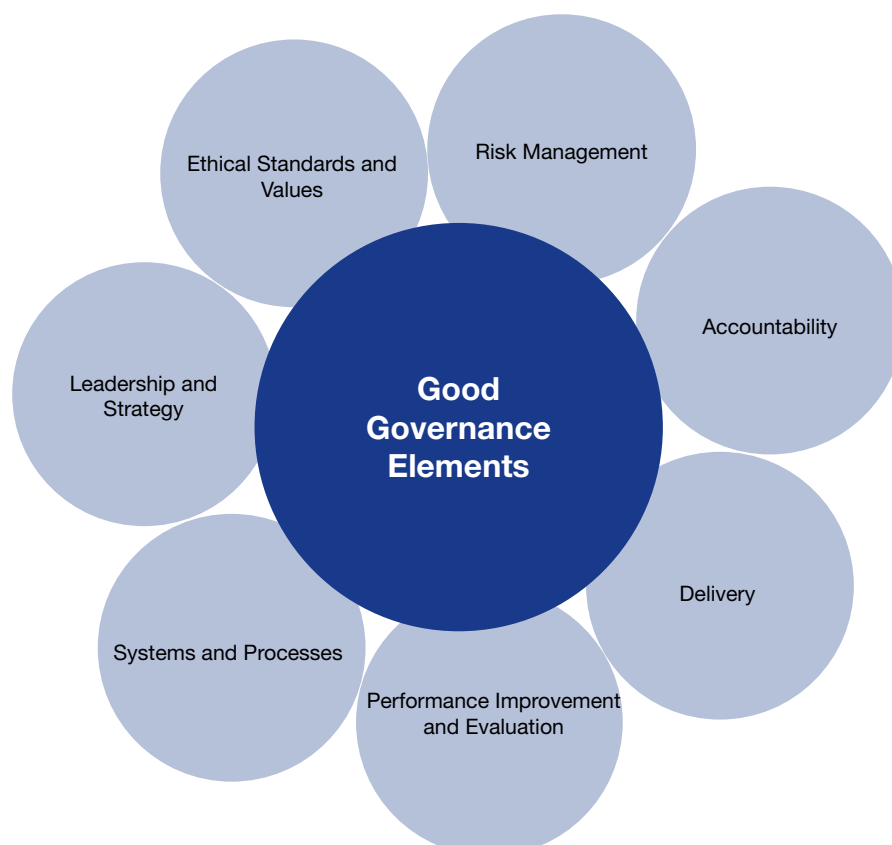 Risk Management
Ethical Standards and
Values
Accountability
Leadership and
Strategy
Good
Governance
Elements
Delivery
Systems and Processes
Performance Improvement
and Evaluation